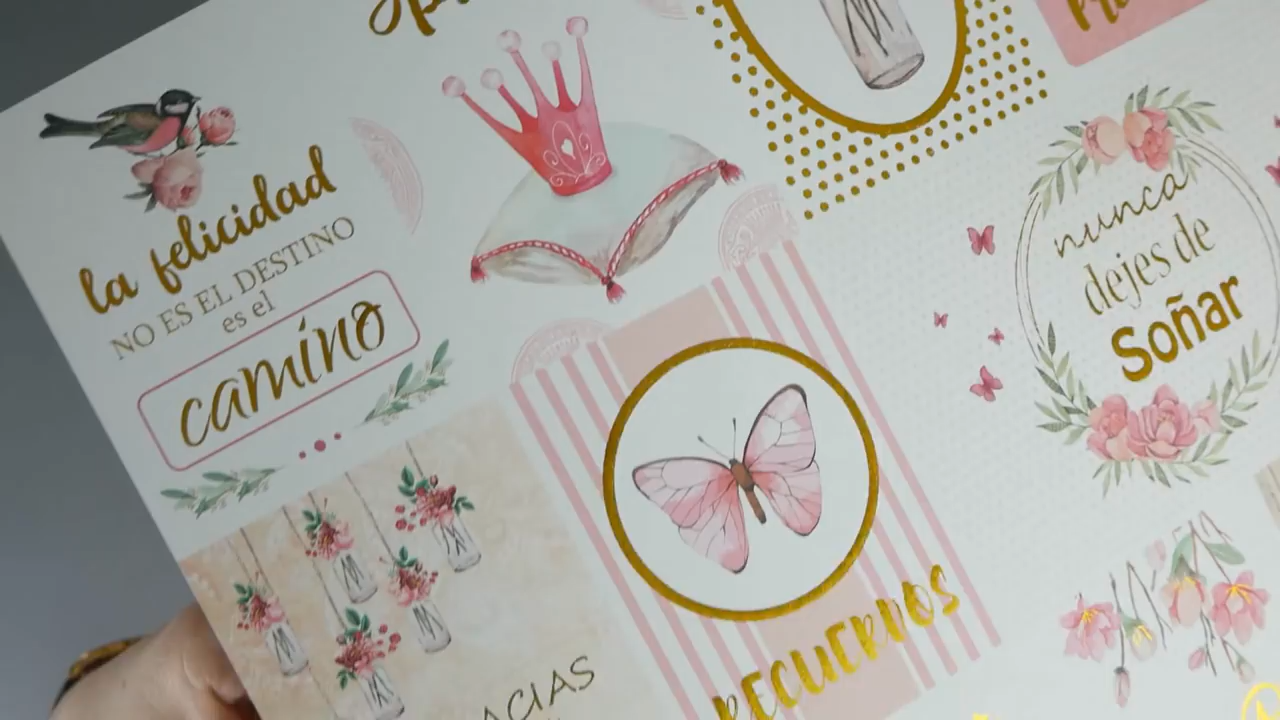 la felicidad
NO ES EL DESTINO
es el
camino
nunca
dejes de
Soñar
RECUERDOS